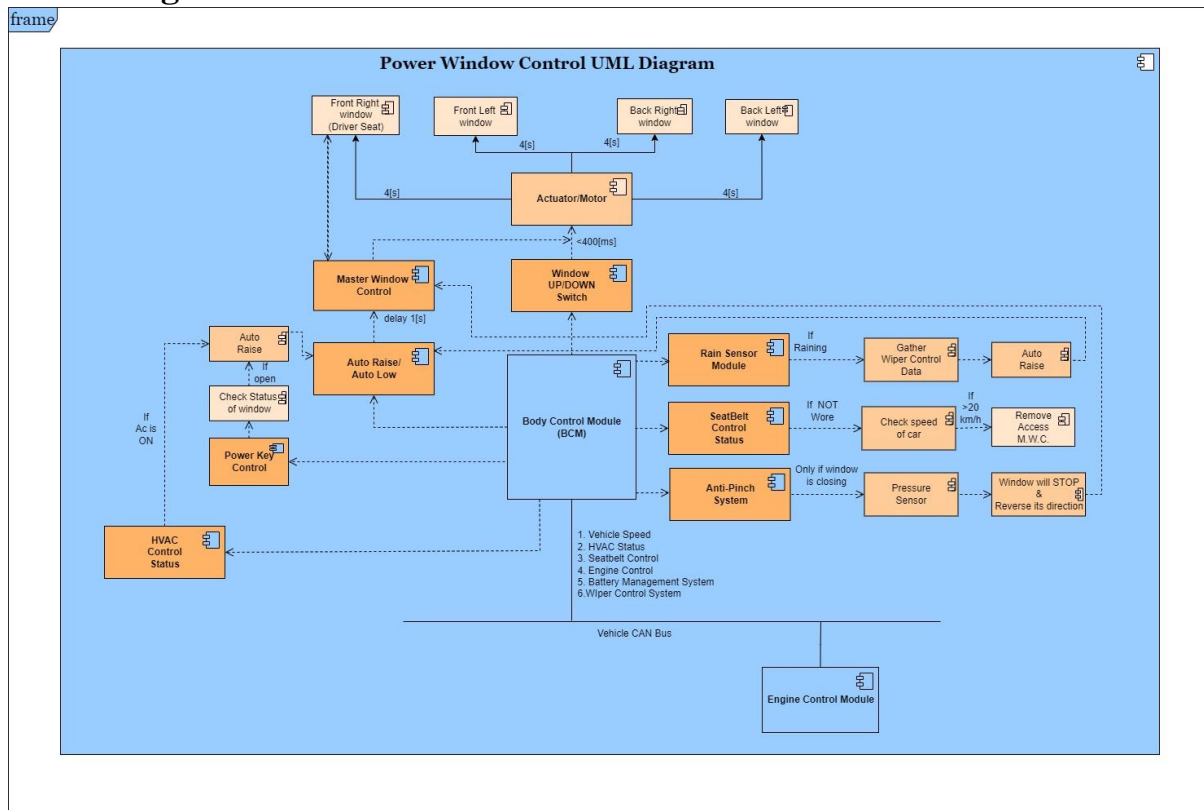 frame
Power Window Control UML Diagram
Front Right
window
(Driver Seat)
Front Left
window
Back Right
window
Back Left
window
4[s]
4[s]
4[s]
4[s]
Actuator/Motor
<400[ms]
Master Window
Control
Window
UP/DOWN
Switch
delay 1[s]
Auto
Raise
If
open
Auto Raise/
Auto Low
Check Status
of window
If
Ac is
ON
Power Key
Control
HVAC
Control
Status
Body Control Module
(BCM)
Rain Sensor
Module
If
Raining
Gather
Wiper Control
Data
Auto
Raise
SeatBelt
Control
Status
If NOT
Wore
Check speed
of car
If
>20
km/h
Remove
Access
M.W.C.
Anti-Pinch
System
Only if window
is closing
Pressure
Sensor
Window will STOP
&
Reverse its direction
1. Vehicle Speed
2. HVAC Status
3. Seatbelt Control
4. Engine Control
5. Battery Management System
6.WIper Control System
Vehicle CAN Bus
Engine Control Module